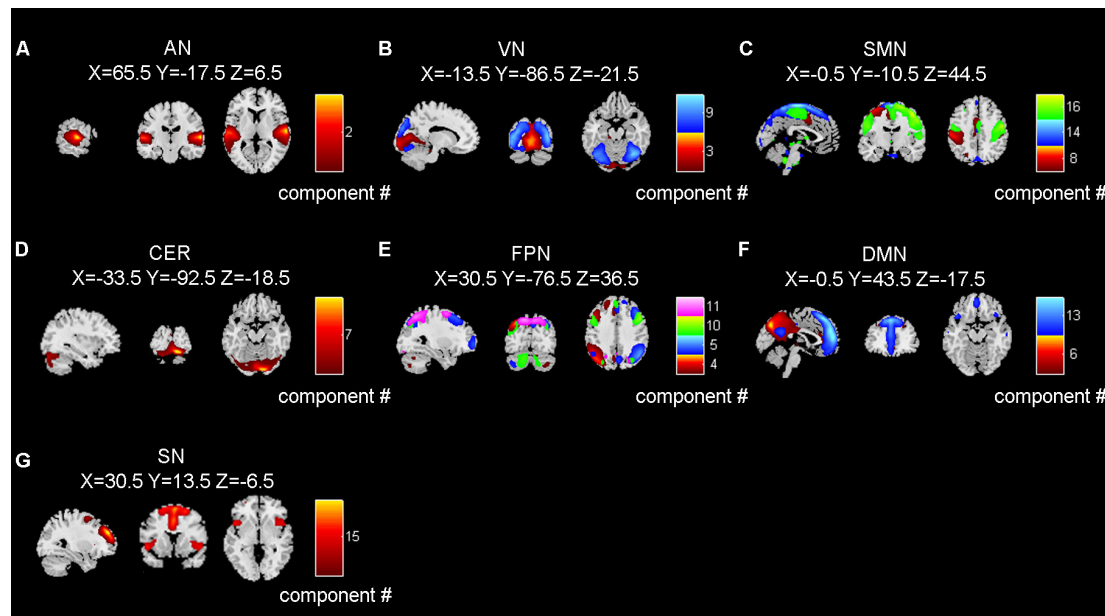 A
AN
X=65.5 Y=-17.5 Z=6.5
2
component #
B
VN
X=-13.5 Y=-86.5 Z=-21.5
9
3
component #
C
SMN
X=-0.5 Y=-10.5 Z=44.5
16
14
8
component #
D
CER
X=-33.5 Y=-92.5 Z=-18.5
7
component #
E
FPN
X=30.5 Y=-76.5 Z=36.5
11
10
5
4
component #
F
DMN
X=-0.5 Y=43.5 Z=-17.5
13
6
component #
G
SN
X=30.5 Y=13.5 Z=-6.5
15
component #